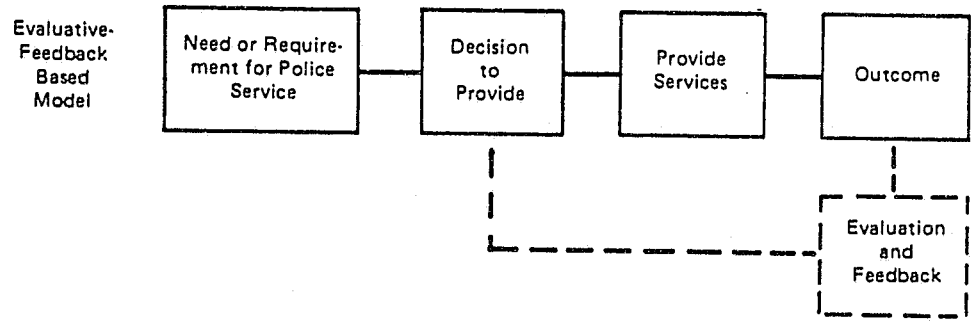 Evaluative-
Feedback
Based
Model
Need or Require-
ment for Police
Service
Decision
to
Provide
Provide
Services
Outcome
Evaluation
and
Feedback